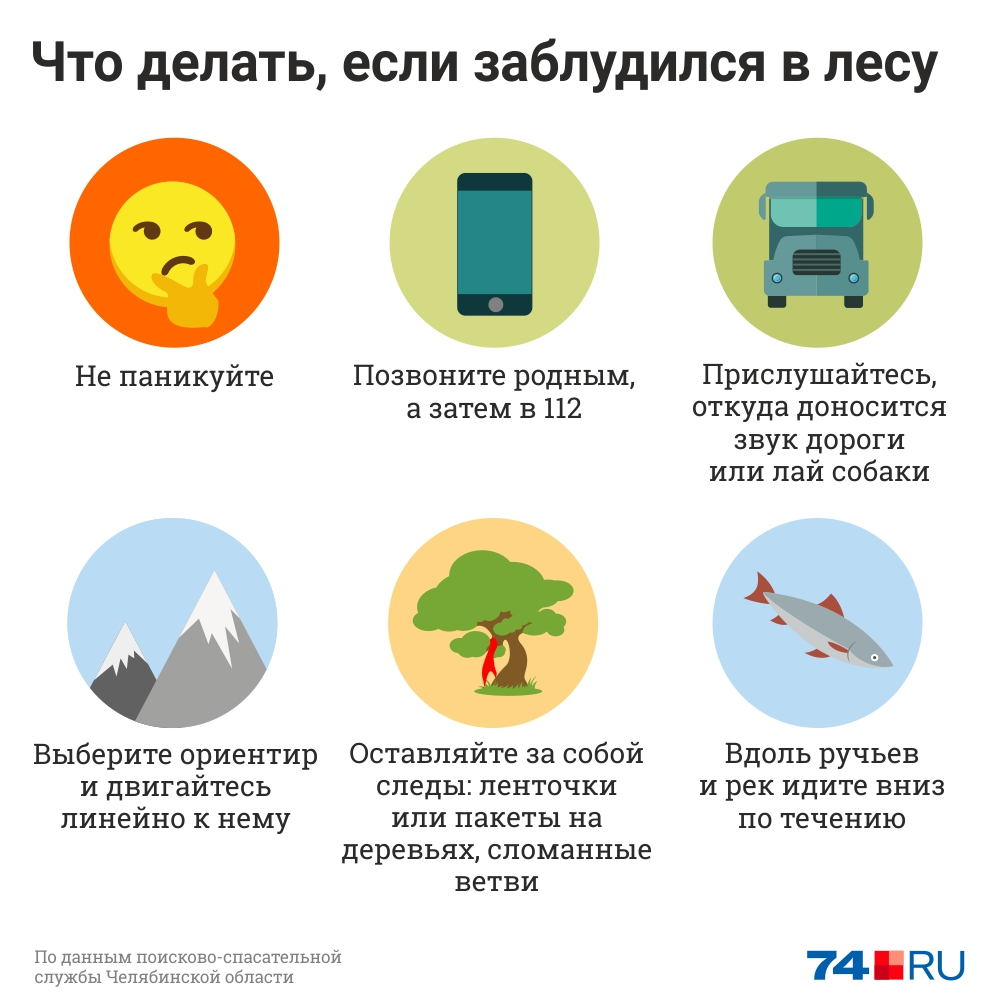 Что делать, если заблудился в лесу
Не паникуйте
Позвоните родным,
а затем в 112
Прислушайтесь,
откуда доносится
звук дороги
или лай собаки
Выберите ориентир
и двигайтесь
линейно к нему
Оставляйте за собой
следы: ленточки
или пакеты на
деревьях, сломанные
ветви
Вдоль ручьев
и рек идите вниз
по течению
По данным поисково-спасательной
службы Челябинской области
74 RU